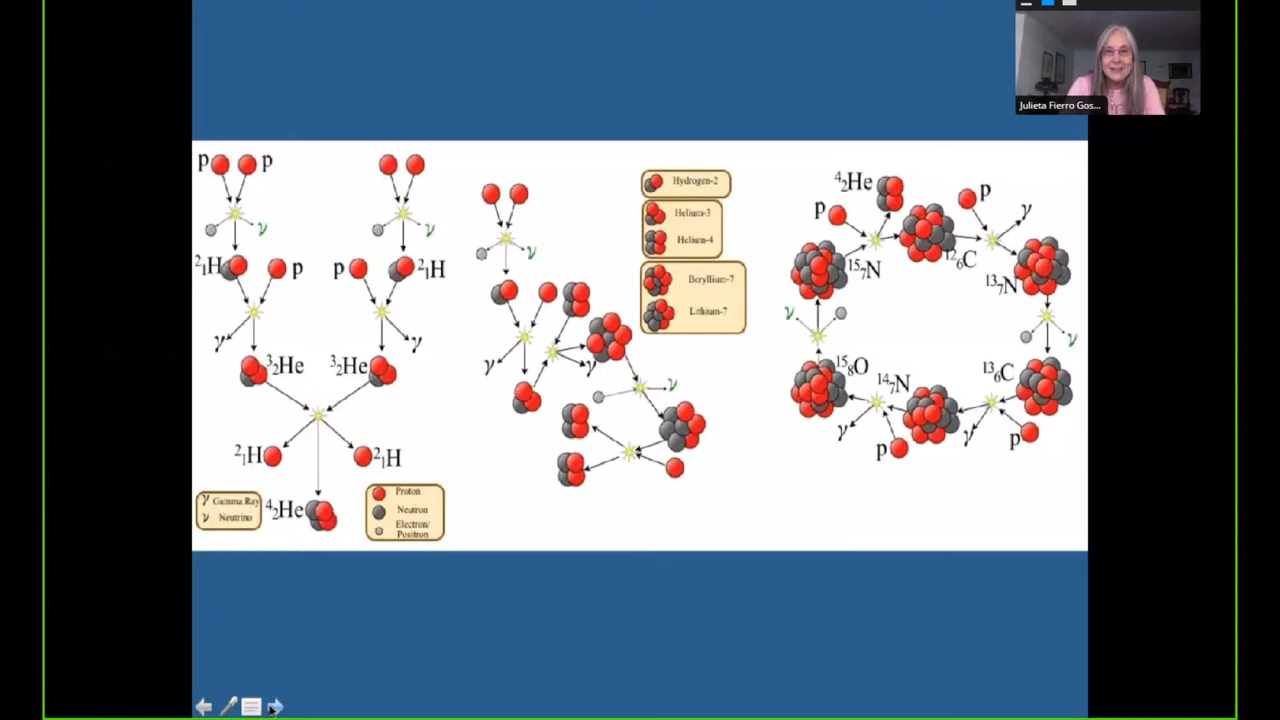 Julieta Fierro Gos...
p p
ν ν
²₁H p p ²₁H
γ γ
³₂He ³₂He
²₁H ²₁H
⁴₂He
γ Gamma Ray
ν Neutrino
Proton
Neutron
Electron/
Positron
ν
γ γ
ν
Hydrogen-2
Helium-3
Helium-4
Beryllium-7
Lithium-7
⁴₂He p
p γ
¹⁵₇N ¹²₆C ¹³₇N
ν ν
¹⁵₈O ¹⁴₇N ¹³₆C
γ γ
p p